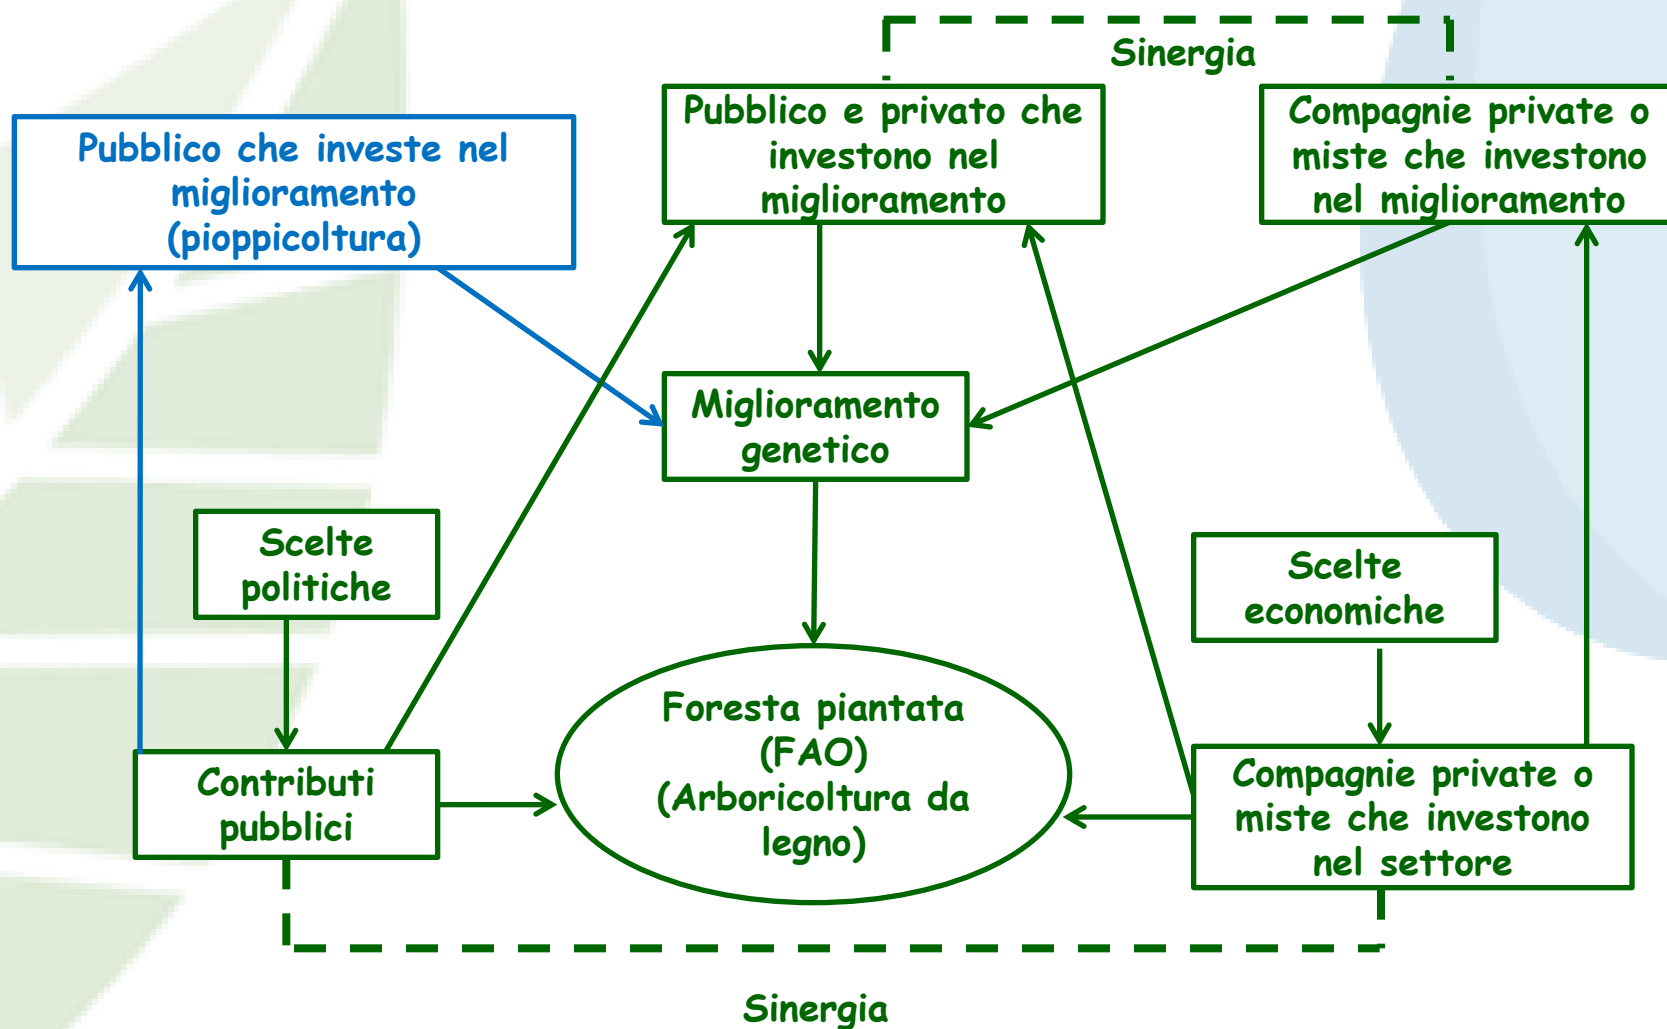 Sinergia
Pubblico che investe nel
miglioramento
(pioppicoltura)
Pubblico e privato che
investono nel
miglioramento
Compagnie private o
miste che investono
nel miglioramento
Miglioramento
genetico
Scelte
politiche
Scelte
economiche
Foresta piantata
(FAO)
(Arboricoltura da
legno)
Contributi
pubblici
Compagnie private o
miste che investono
nel settore
Sinergia